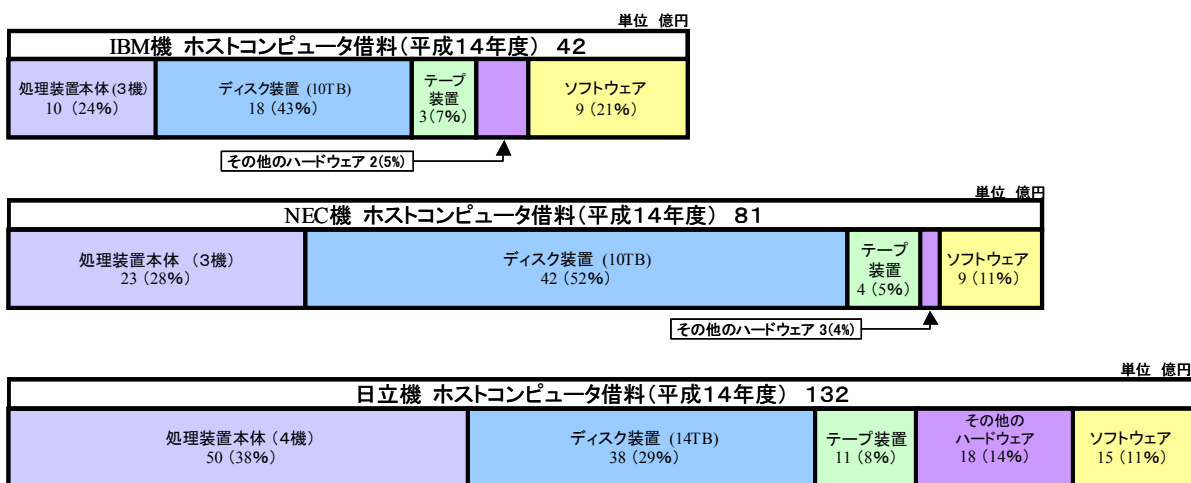 単位 億円
IBM機 ホストコンピュータ借料(平成14年度) 42
処理装置本体(3機)
10 (24%)
ディスク装置 (10TB)
18 (43%)
テープ
装置
3(7%)
ソフトウェア
9 (21%)
その他のハードウェア 2(5%)
単位 億円
NEC機 ホストコンピュータ借料(平成14年度) 81
処理装置本体 (3機)
23 (28%)
ディスク装置 (10TB)
42 (52%)
テープ
装置
4 (5%)
ソフトウェア
9 (11%)
その他のハードウェア 3(4%)
単位 億円
日立機 ホストコンピュータ借料(平成14年度) 132
処理装置本体 (4機)
50 (38%)
ディスク装置 (14TB)
38 (29%)
テープ装置
11 (8%)
その他の
ハードウェア
18 (14%)
ソフトウェア
15 (11%)